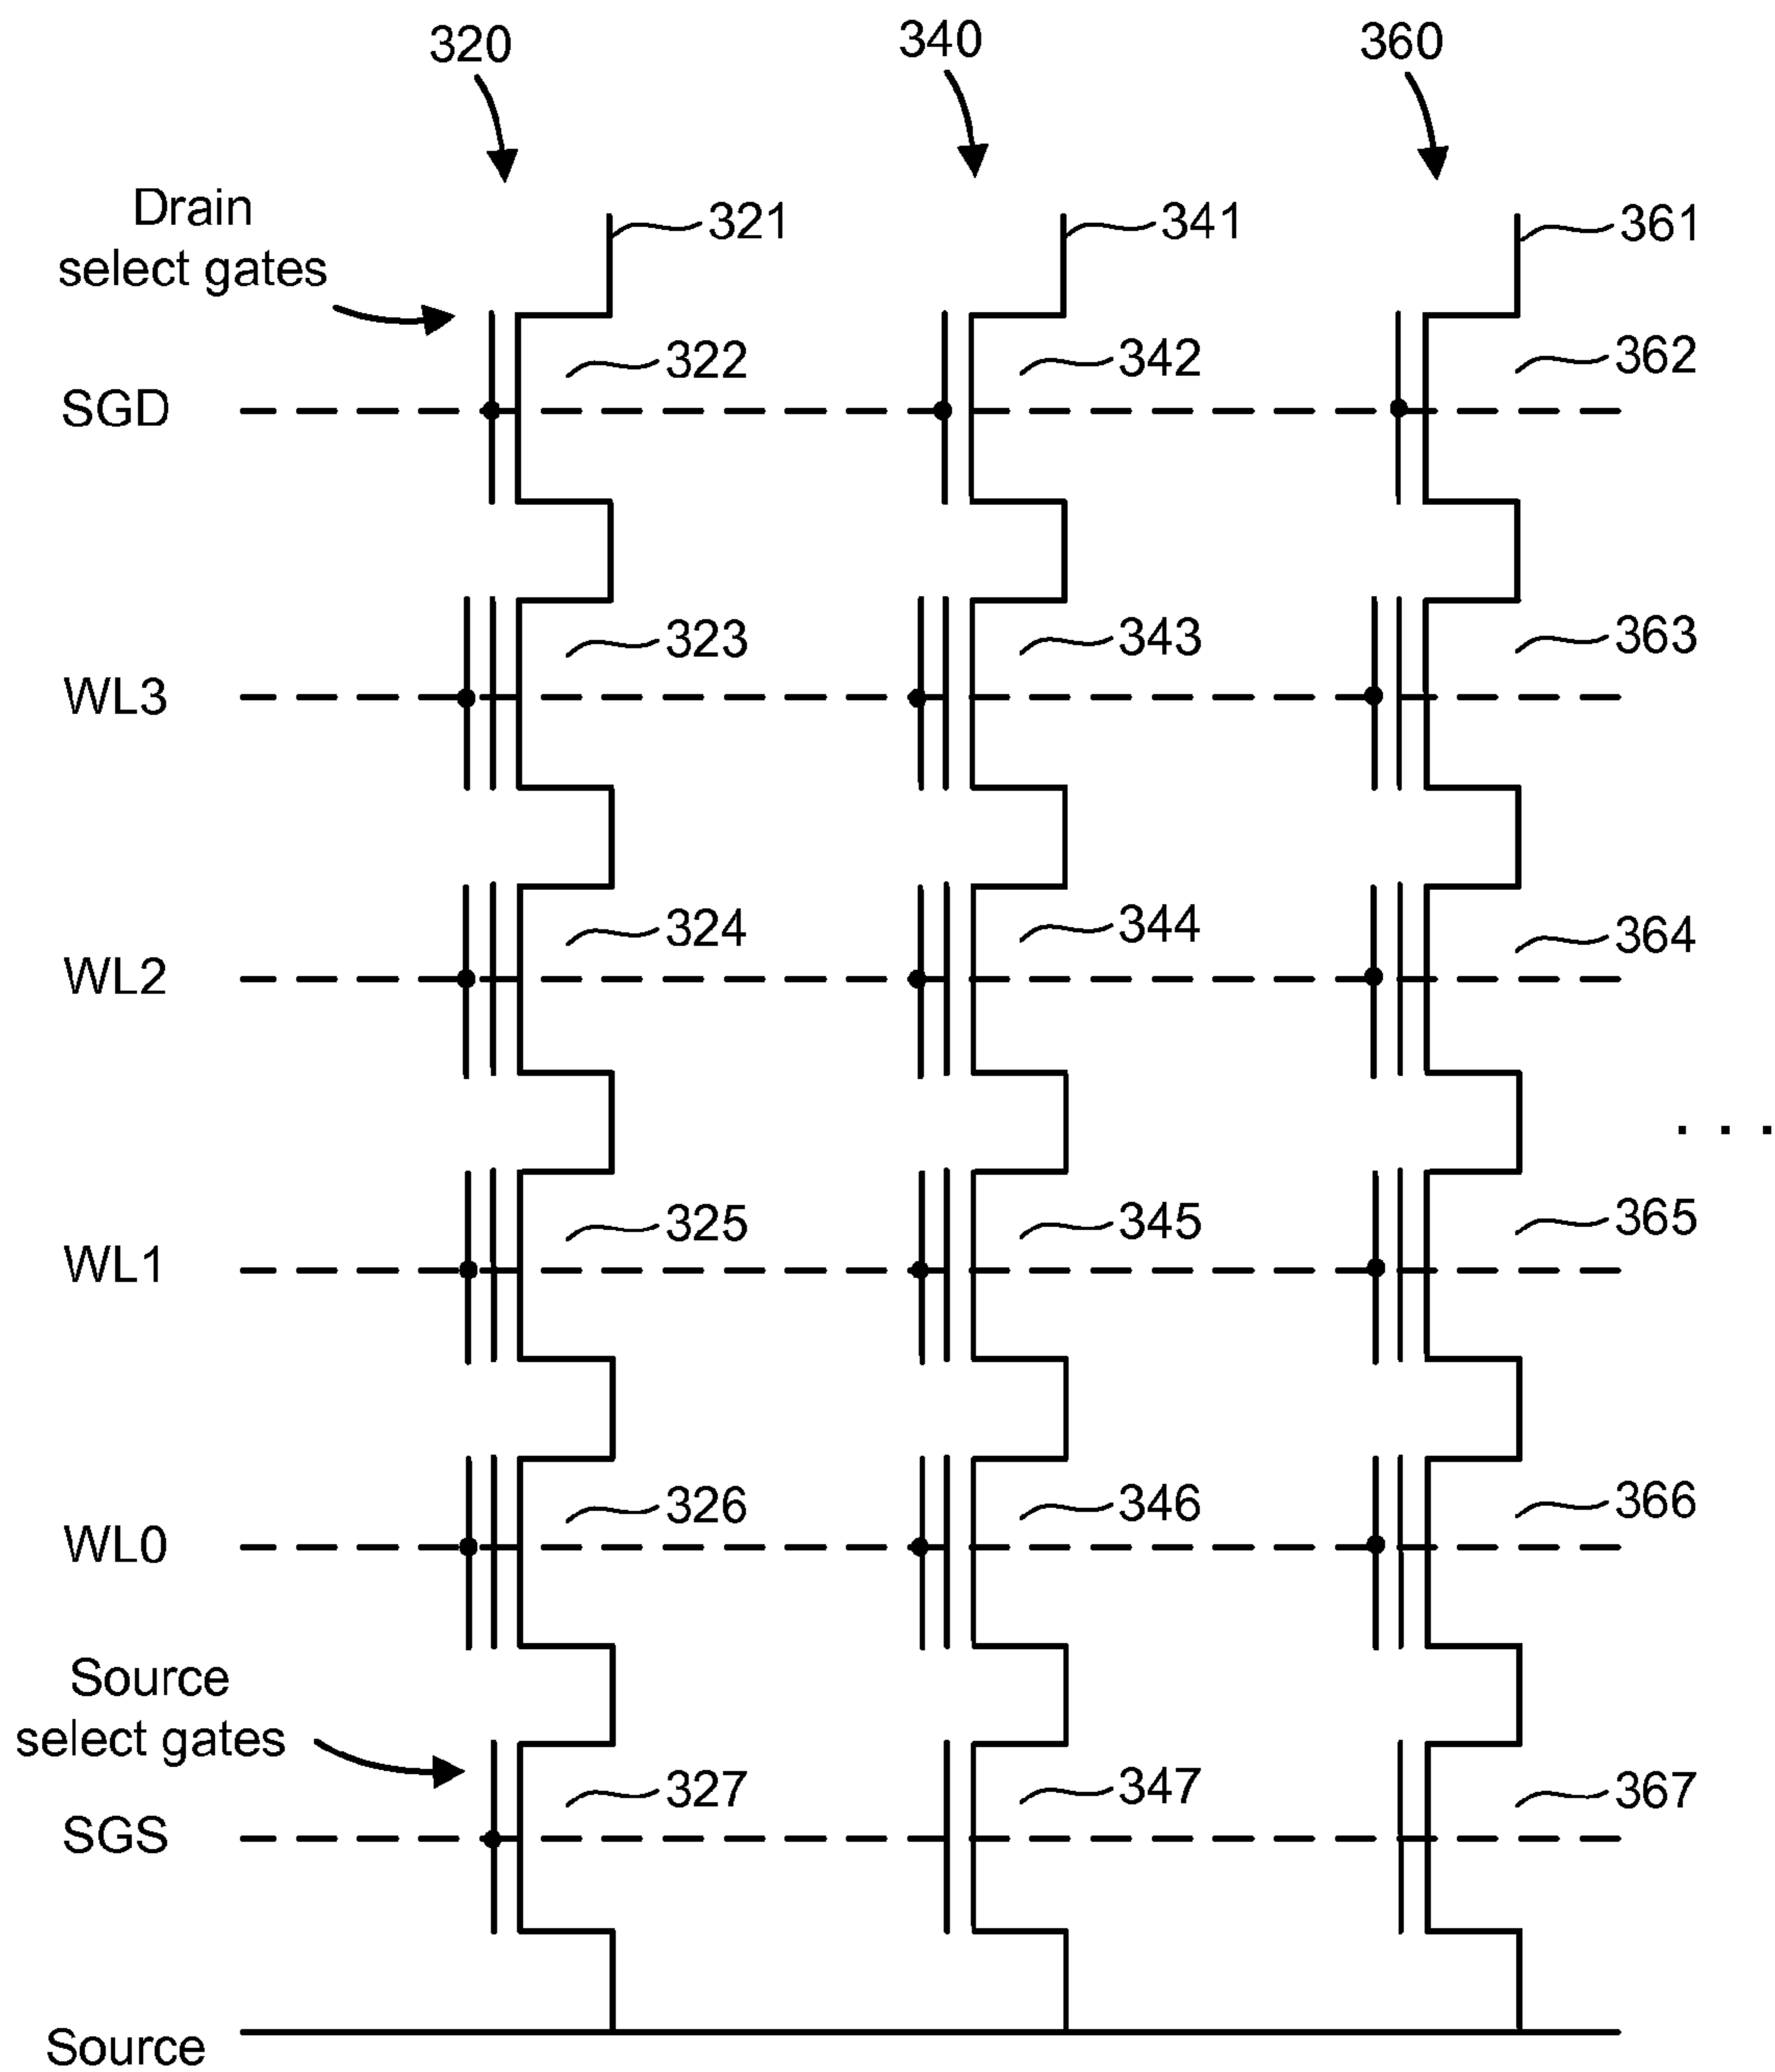 320 340 360
Drain
select gates
321 341 361
322 342 362
SGD
323 343 363
WL3
324 344 364
WL2
. . .
325 345 365
WL1
326 346 366
WL0
Source
select gates
327 347 367
SGS
Source